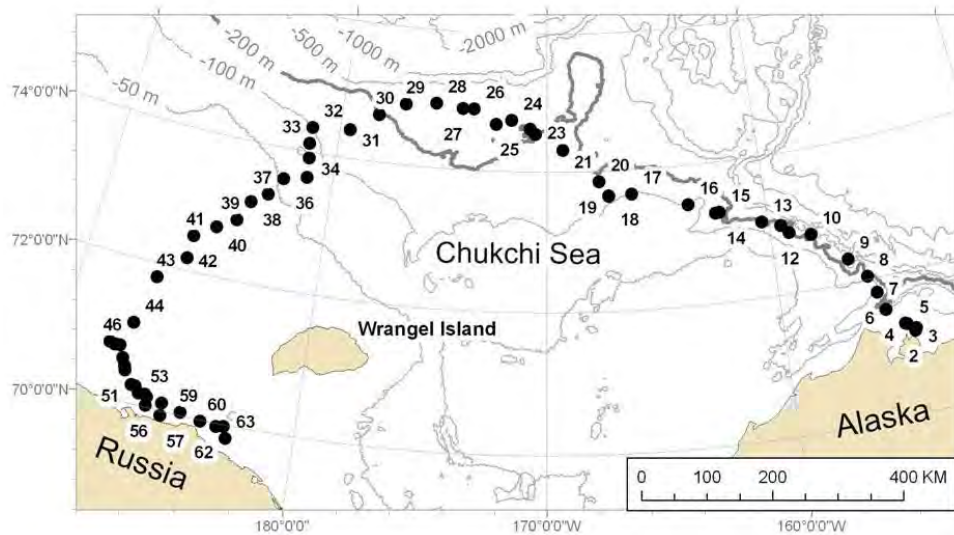 -2000 m
-1000 m
-500 m
-200 m
-100 m
-50 m
74°0'0"N
72°0'0"N
70°0'0"N
30 29 28 26 24
33 32 31 27 25 23
34 21 20 17
37 36 19 18 16 15
39 38 14 13 10
41 40 12 9
43 42 8
44 7
46 6 5
4 3
2
Chukchi Sea
Wrangel Island
53 59 60 63
51 56 57 62
Russia
Alaska
0 100 200 400 KM
180°0'0"
170°0'0"W
160°0'0"W